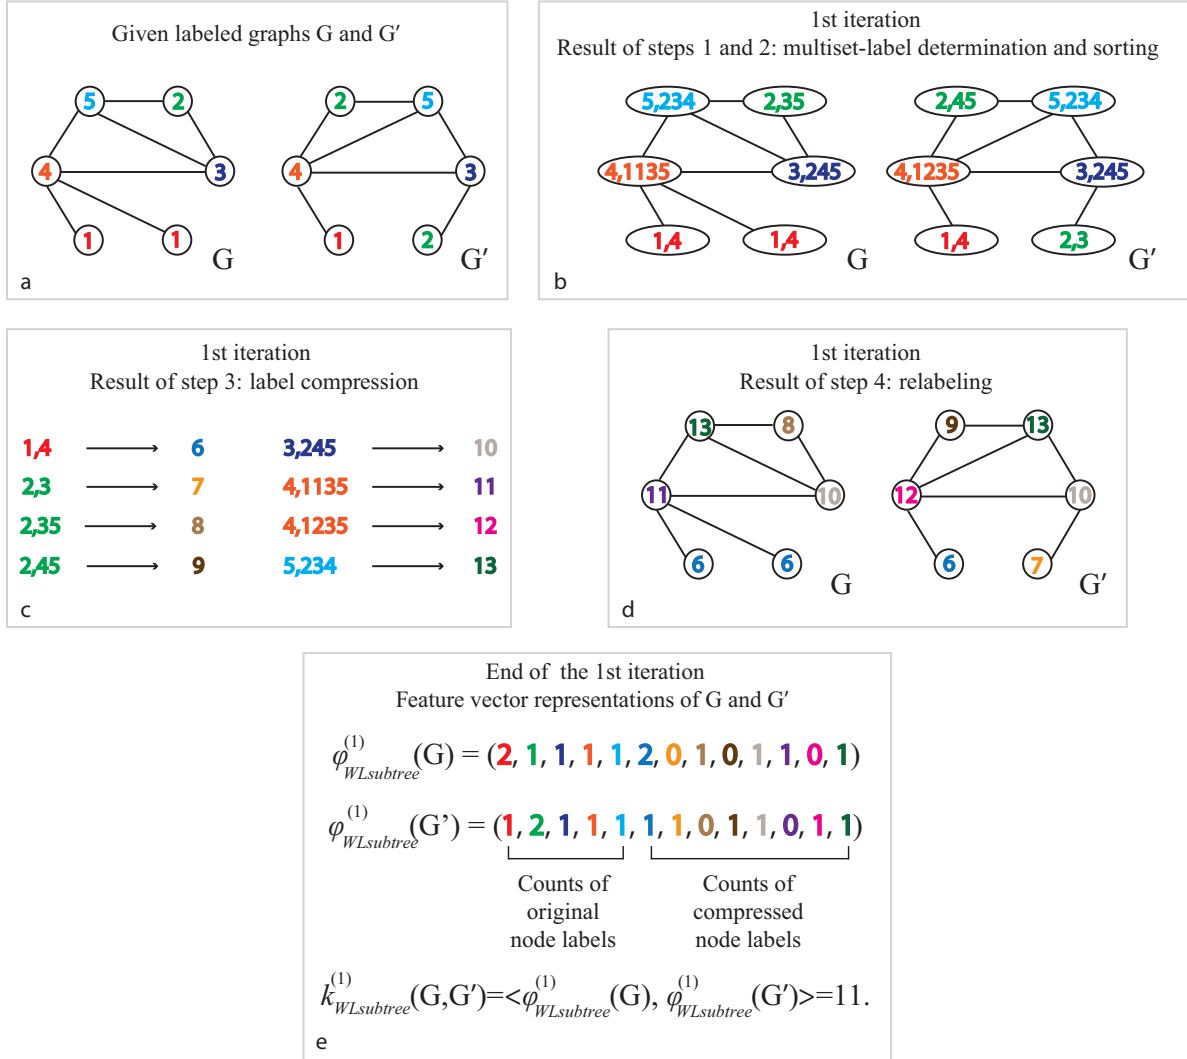 Given labeled graphs G and G′
5 2
4 3
1 1
G
2 5
4 3
1 2
G′
a
1st iteration
Result of steps 1 and 2: multiset-label determination and sorting
5,234 2,35
4,1135 3,245
1,4 1,4
G
2,45 5,234
4,1235 3,245
1,4 2,3
G′
b
1st iteration
Result of step 3: label compression
1,4 → 6 3,245 → 10
2,3 → 7 4,1135 → 11
2,35 → 8 4,1235 → 12
2,45 → 9 5,234 → 13
c
1st iteration
Result of step 4: relabeling
13 8
11 10
6 6
G
9 13
12 10
6 7
G′
d
End of the 1st iteration
Feature vector representations of G and G′
φ(1)WLsubtree(G) = (2, 1, 1, 1, 1, 2, 0, 1, 0, 1, 1, 0, 1)
φ(1)WLsubtree(G’) = (1, 2, 1, 1, 1, 1, 1, 0, 1, 1, 0, 1, 1)
Counts of original node labels
Counts of compressed node labels
k(1)WLsubtree(G,G′)=<φ(1)WLsubtree(G), φ(1)WLsubtree(G′)>=11.
e